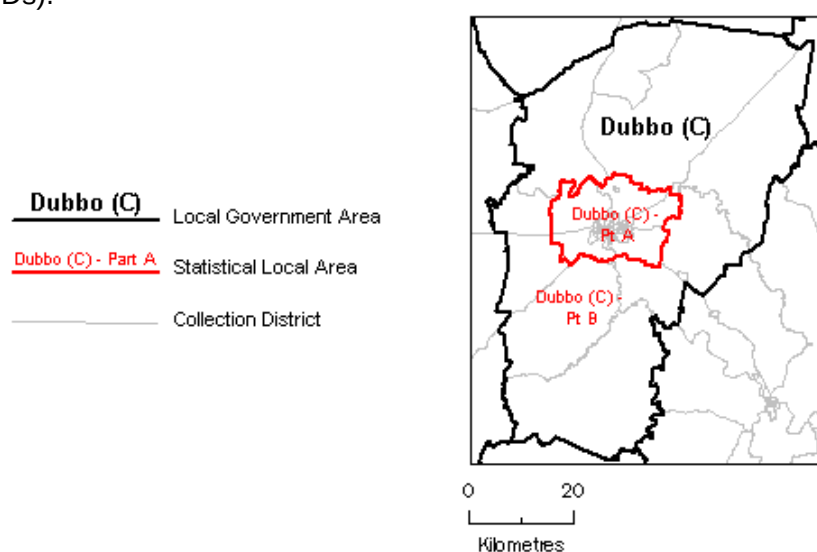 Ds).
Dubbo (C)
Local Government Area
Dubbo (C) - Part A
Statistical Local Area
Collection District
Dubbo (C)
Dubbo (C) -
Pt A
Dubbo (C) -
Pt B
0 20
Kilometres